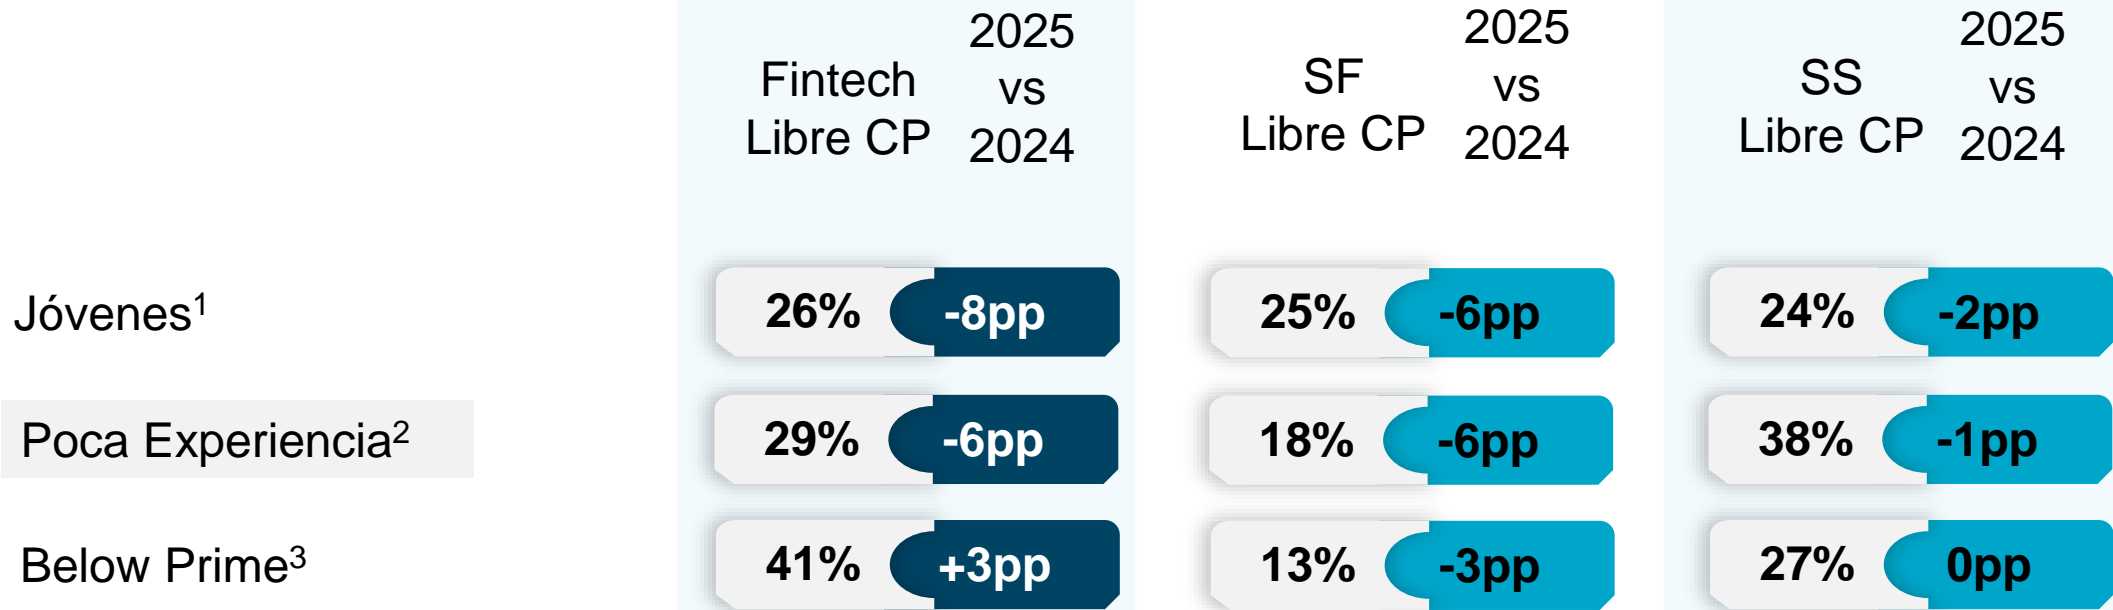 Fintech
Libre CP
2025
vs
2024
SF
Libre CP
2025
vs
2024
SS
Libre CP
2025
vs
2024
Jóvenes¹ 26% -8pp 25% -6pp 24% -2pp
Poca Experiencia² 29% -6pp 18% -6pp 38% -1pp
Below Prime³ 41% +3pp 13% -3pp 27% 0pp